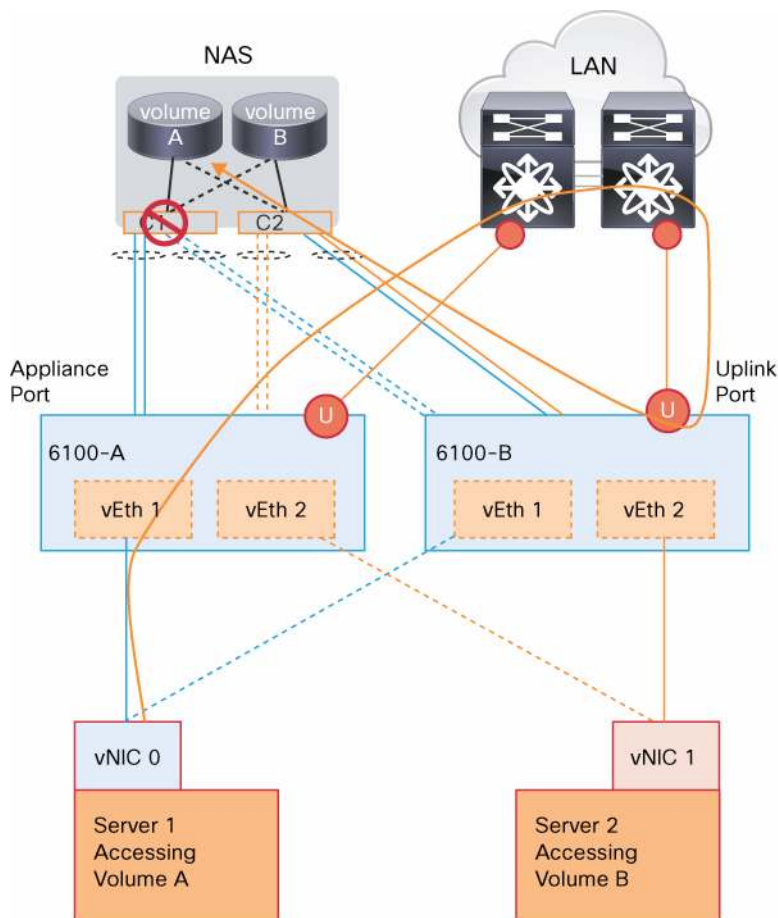 NAS
LAN
volume
A
volume
B
C1
C2
Appliance
Port
Uplink
Port
U
U
6100-A
6100-B
vEth 1
vEth 2
vEth 1
vEth 2
vNIC 0
vNIC 1
Server 1
Accessing
Volume A
Server 2
Accessing
Volume B